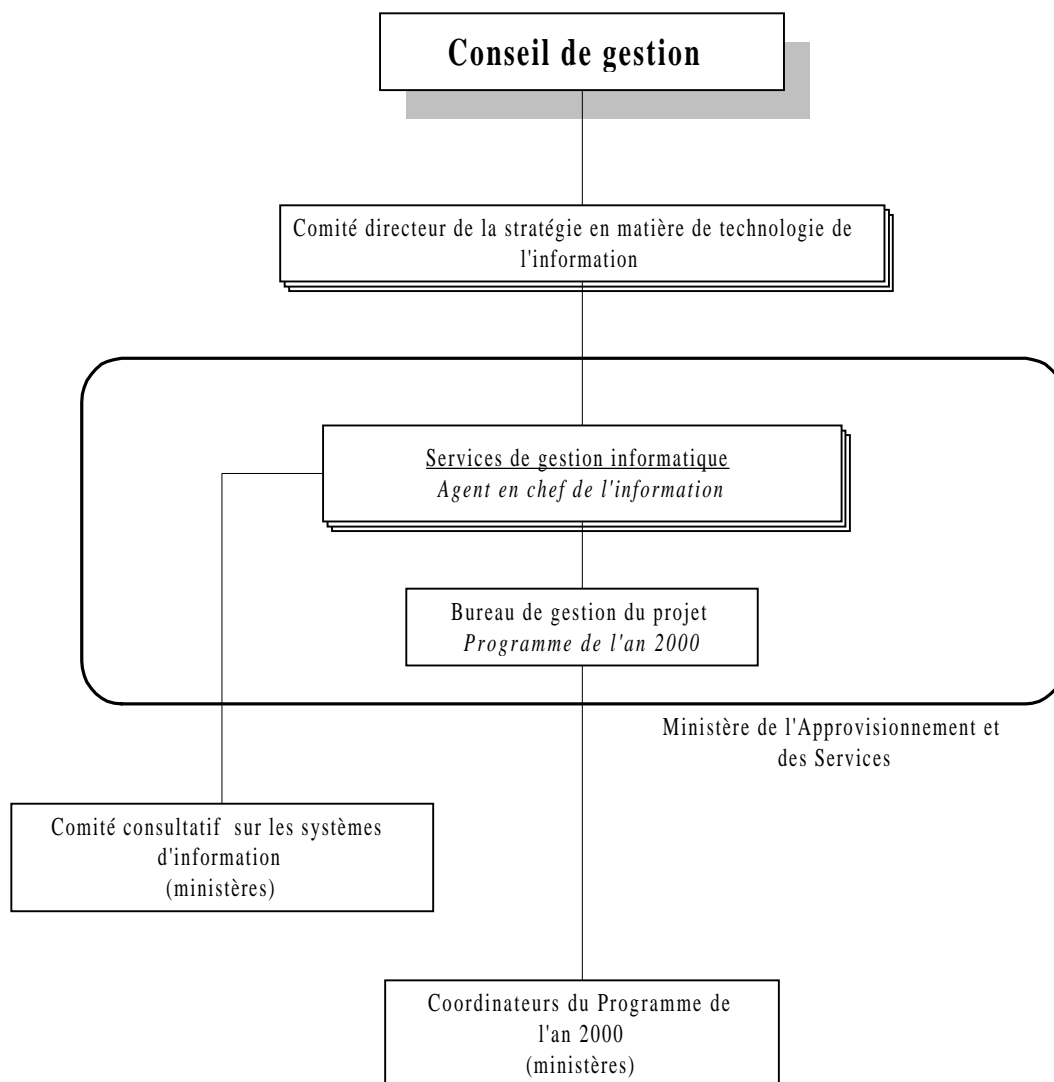 Conseil de gestion
Comité directeur de la stratégie en matière de technologie de
l'information
Services de gestion informatique
Agent en chef de l'information
Bureau de gestion du projet
Programme de l'an 2000
Ministère de l'Approvisionnement et
des Services
Comité consultatif sur les systèmes
d'information
(ministères)
Coordinateurs du Programme de
l'an 2000
(ministères)